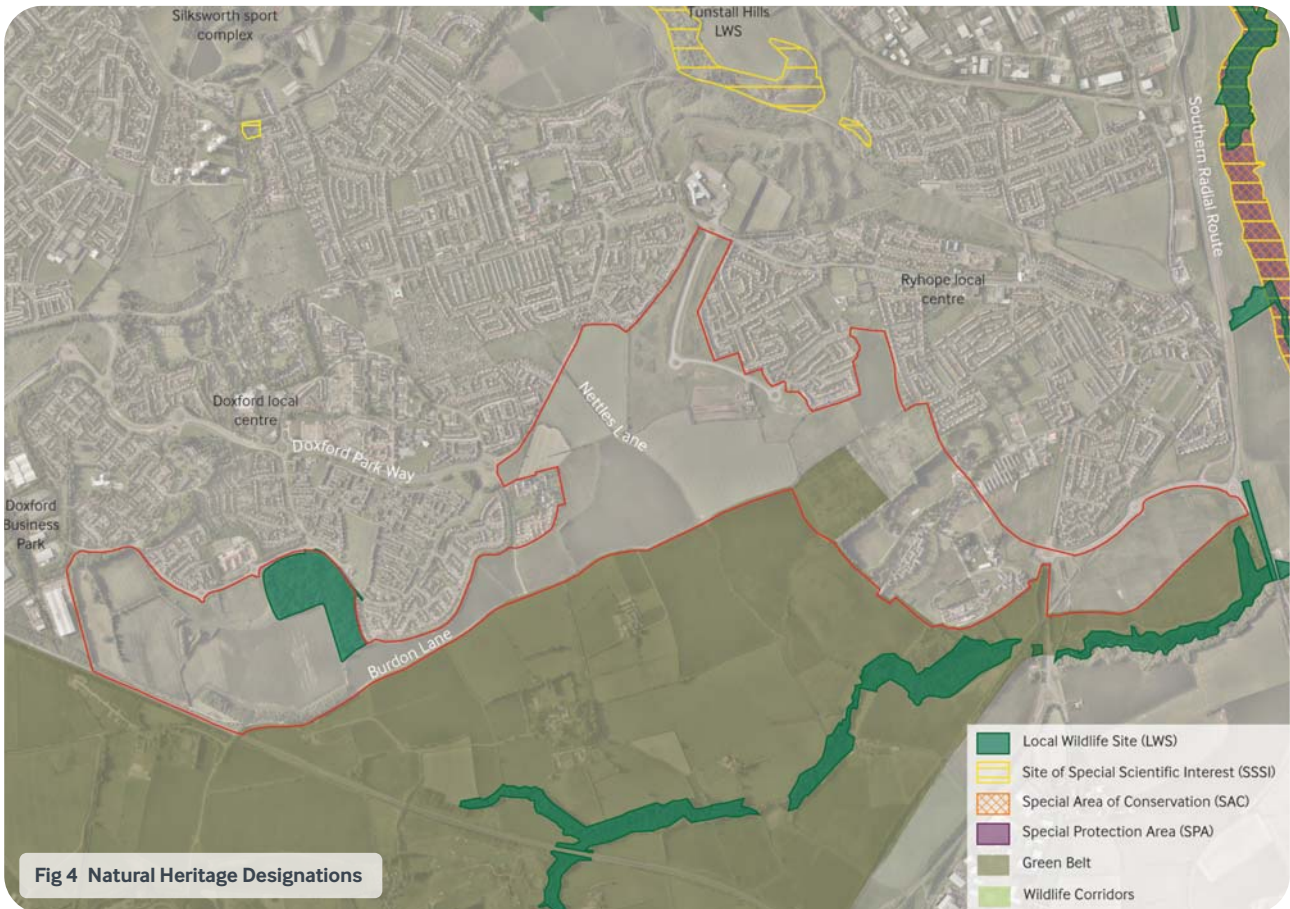 Silksworth sport
complex
Tunstall Hills
LWS
Southern Radial Route
Ryhope local
centre
Nettles Lane
Doxford local
centre
Doxford Park Way
Doxford
Business
Park
Burdon Lane
Local Wildlife Site (LWS)
Site of Special Scientific Interest (SSSI)
Special Area of Conservation (SAC)
Special Protection Area (SPA)
Green Belt
Wildlife Corridors
Fig 4 Natural Heritage Designations